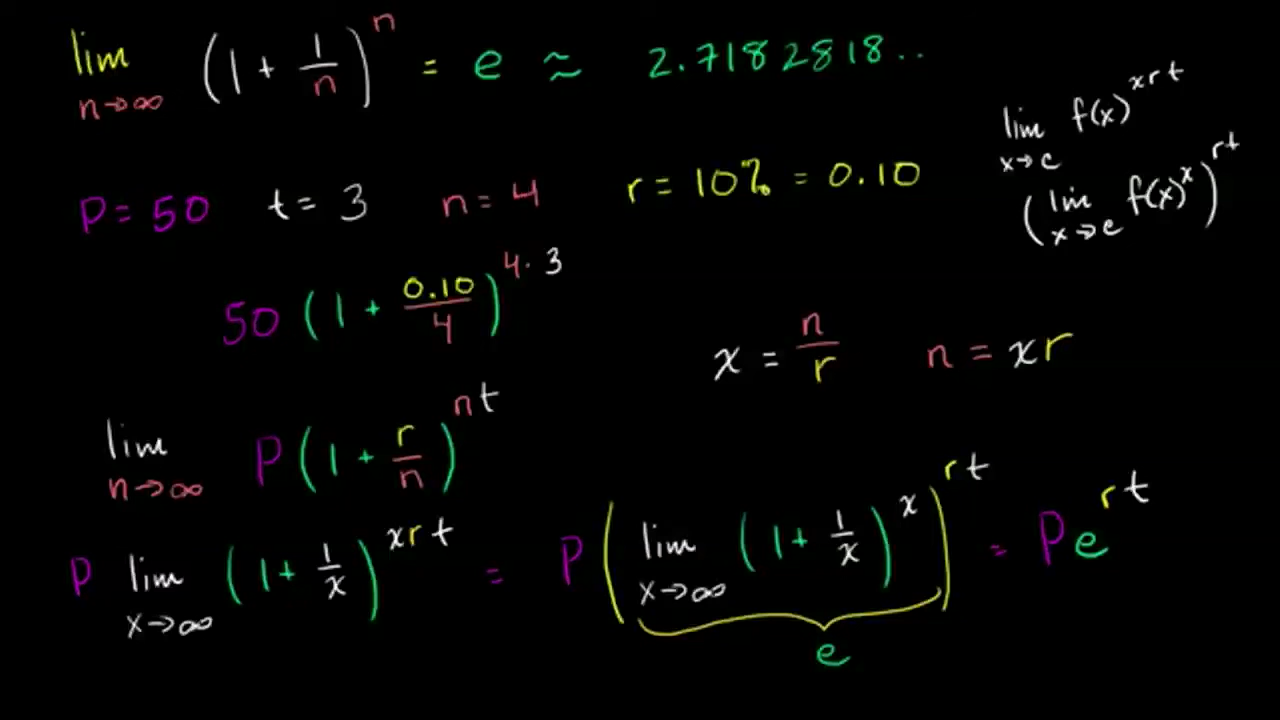 lim n→∞ (1 + 1/n)^n = e ≈ 2.7182818..
lim x→c f(x)^xrt
P = 50 t = 3 n = 4 r = 10% = 0.10
(lim x→c f(x)^x)^rt
50 (1 + 0.10/4)^4·3
x = n/r n = xr
lim n→∞ P(1 + r/n)^nt
P lim x→∞ (1 + 1/x)^xrt = P(lim x→∞ (1 + 1/x)^x)^rt = Pe^rt
e